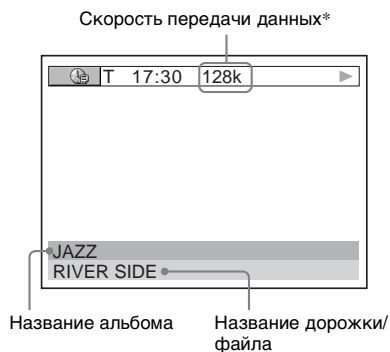 Скорость передачи данных*
T 17:30 128k
JAZZ
RIVER SIDE
Название альбома
Название дорожки/
файла